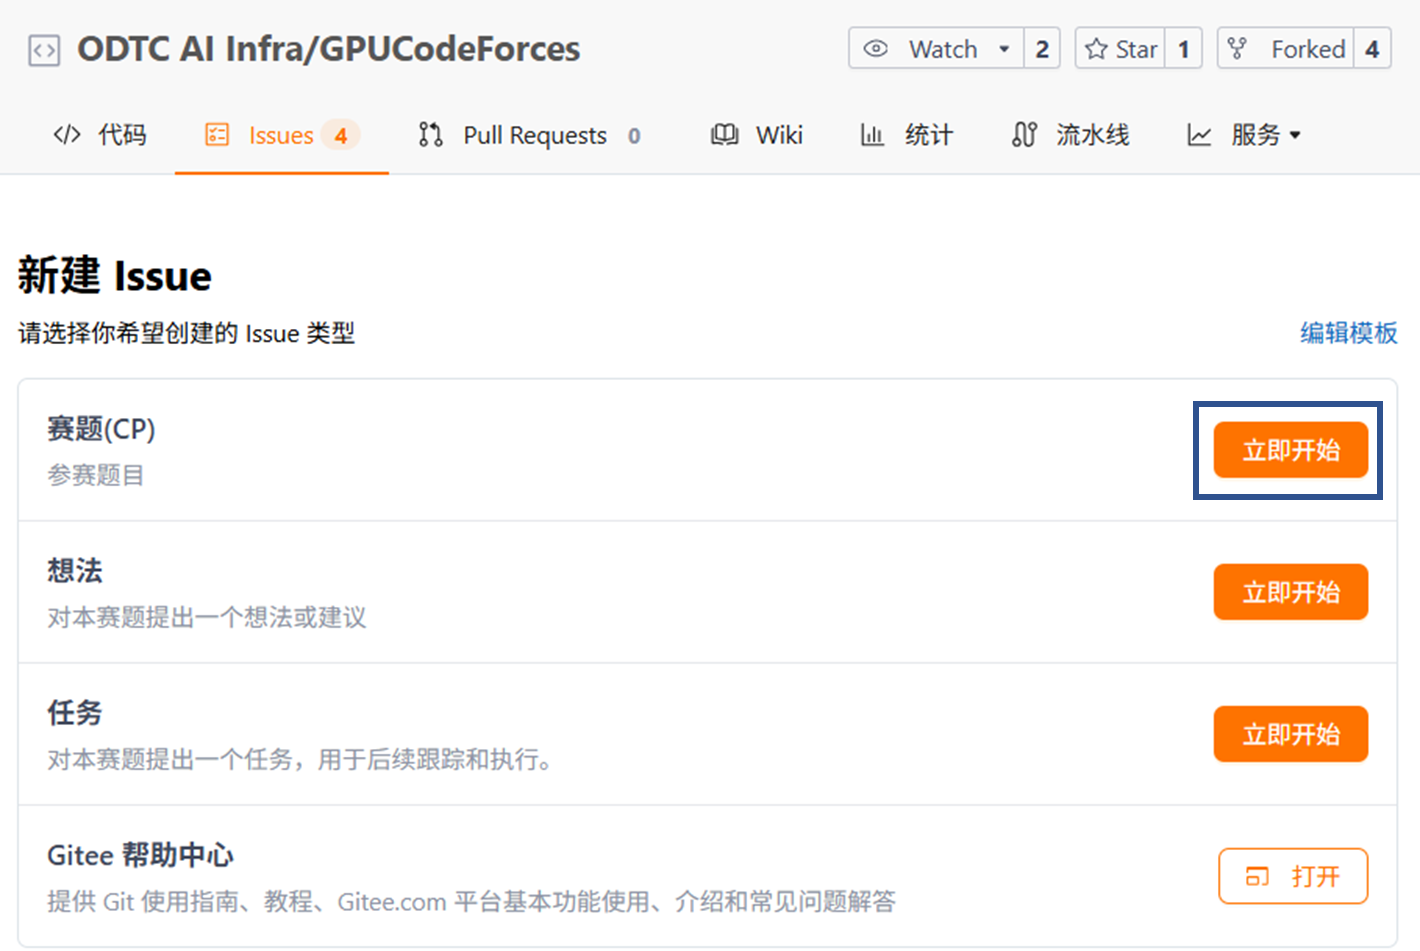 ODTC AI Infra/GPUCodeForces
Watch 2
Star 1
Forked 4
代码
Issues 4
Pull Requests 0
Wiki
统计
流水线
服务
新建 Issue
请选择你希望创建的 Issue 类型
编辑模板
赛题(CP)
参赛题目
立即开始
想法
对本赛题提出一个想法或建议
立即开始
任务
对本赛题提出一个任务，用于后续跟踪和执行。
立即开始
Gitee 帮助中心
提供 Git 使用指南、教程、Gitee.com 平台基本功能使用、介绍和常见问题解答
打开